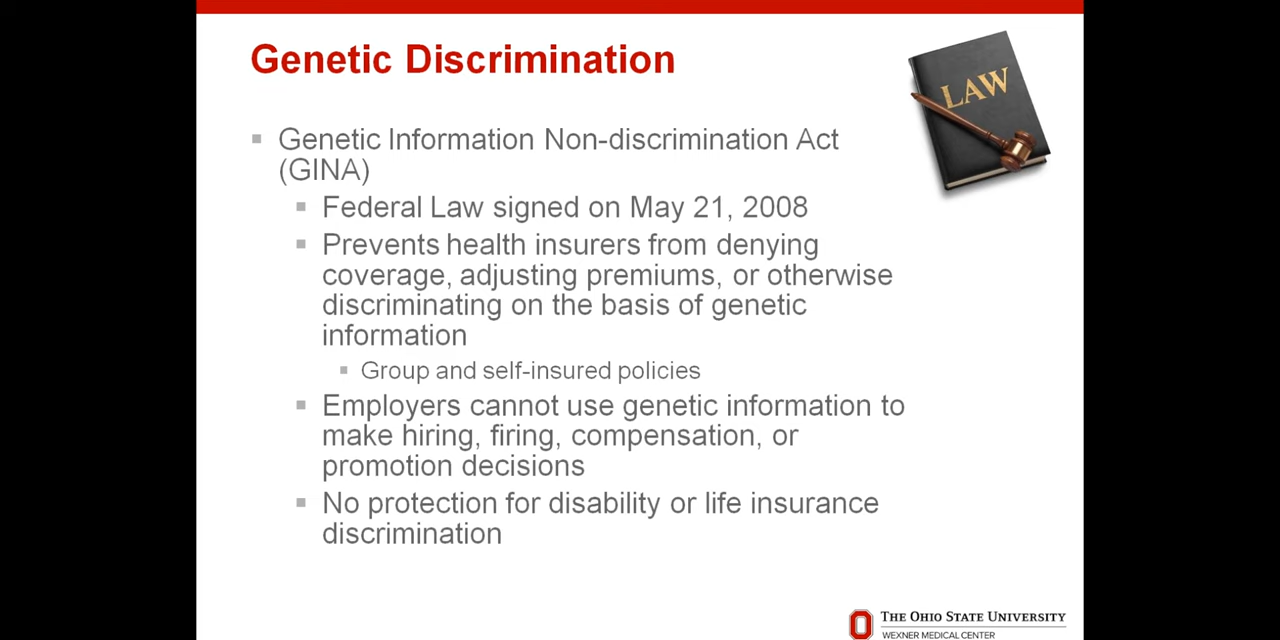 Genetic Discrimination
LAW
Genetic Information Non-discrimination Act
(GINA)
Federal Law signed on May 21, 2008
Prevents health insurers from denying
coverage, adjusting premiums, or otherwise
discriminating on the basis of genetic
information
Group and self-insured policies
Employers cannot use genetic information to
make hiring, firing, compensation, or
promotion decisions
No protection for disability or life insurance
discrimination
THE OHIO STATE UNIVERSITY
WEXNER MEDICAL CENTER